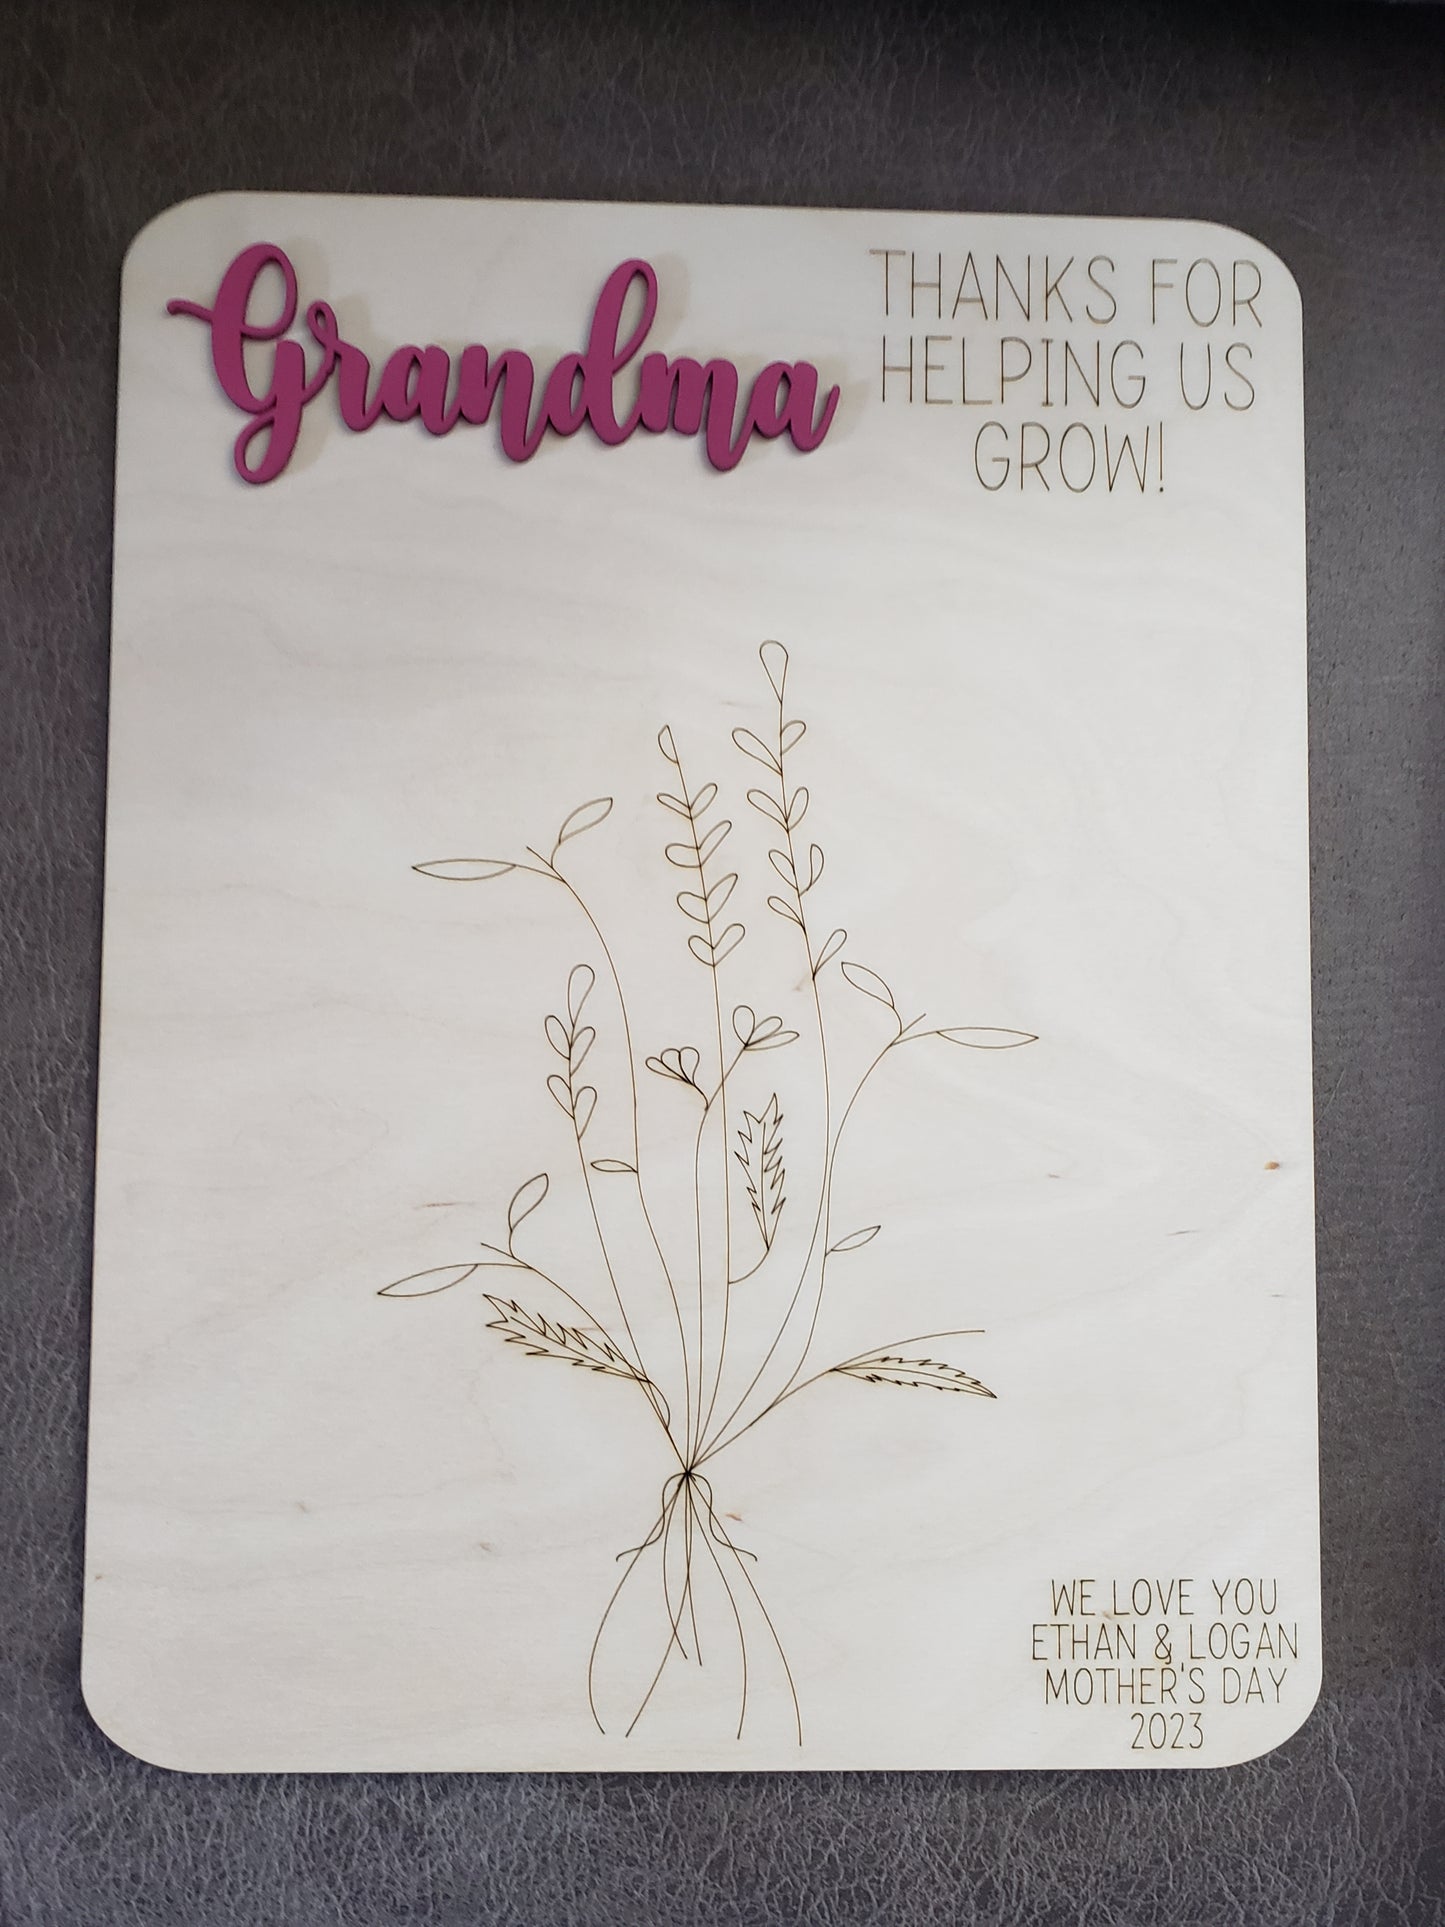 Grandma
THANKS FOR
HELPING US
GROW!
WE LOVE YOU
ETHAN & LOGAN
MOTHER'S DAY
2023